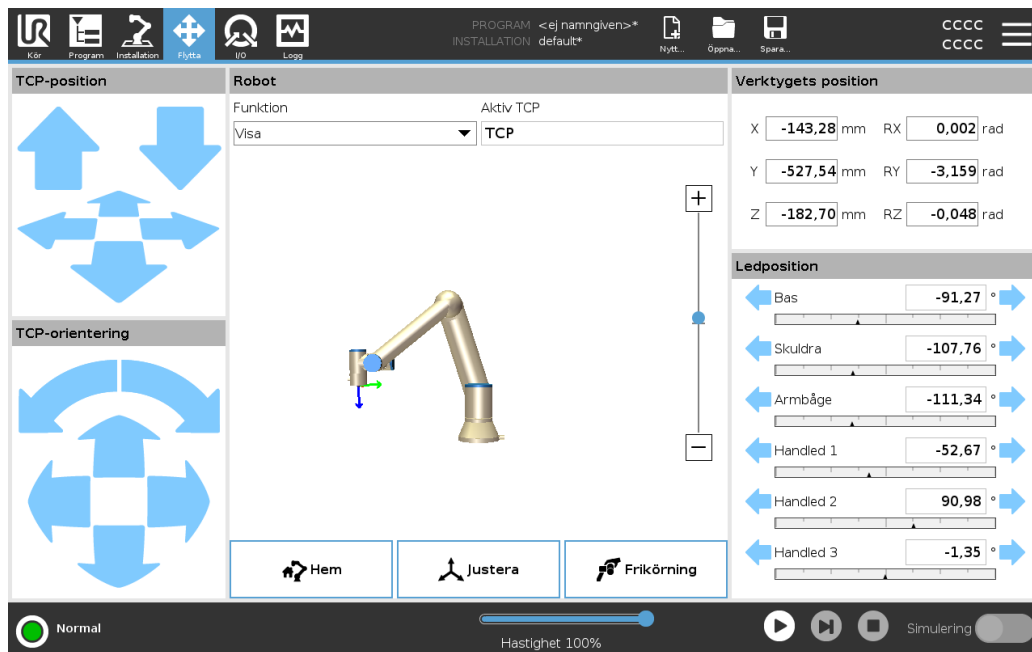 UR
Kör
Program
Installation
Flytta
I/O
Logg
PROGRAM <ej namngiven>*
INSTALLATION default*
Nytt...
Öppna...
Spara...
CCCC
CCCC
TCP-position
TCP-orientering
Robot
Funktion
Aktiv TCP
Visa
TCP
+
−
Hem
Justera
Frikörning
Verktygets position
X -143,28 mm RX 0,002 rad
Y -527,54 mm RY -3,159 rad
Z -182,70 mm RZ -0,048 rad
Ledposition
Bas -91,27 °
Skuldra -107,76 °
Armbåge -111,34 °
Handled 1 -52,67 °
Handled 2 90,98 °
Handled 3 -1,35 °
Normal
Hastighet 100%
Simulering